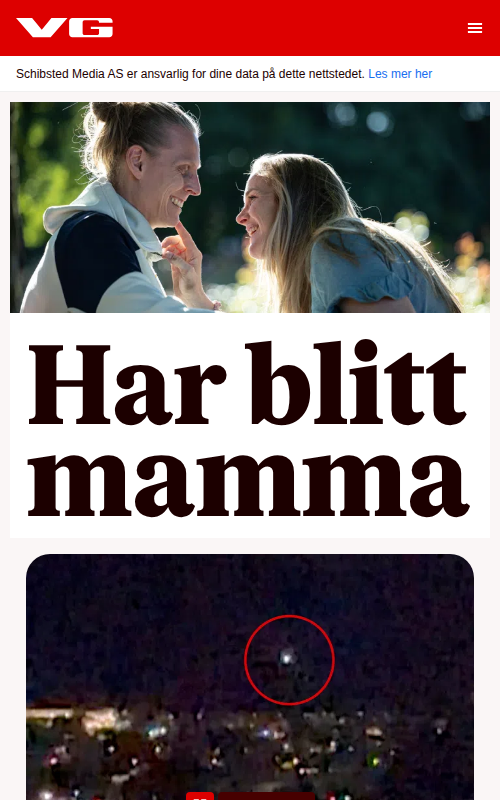 VG
Schibsted Media AS er ansvarlig for dine data på dette nettstedet. Les mer her
Har blitt
mamma